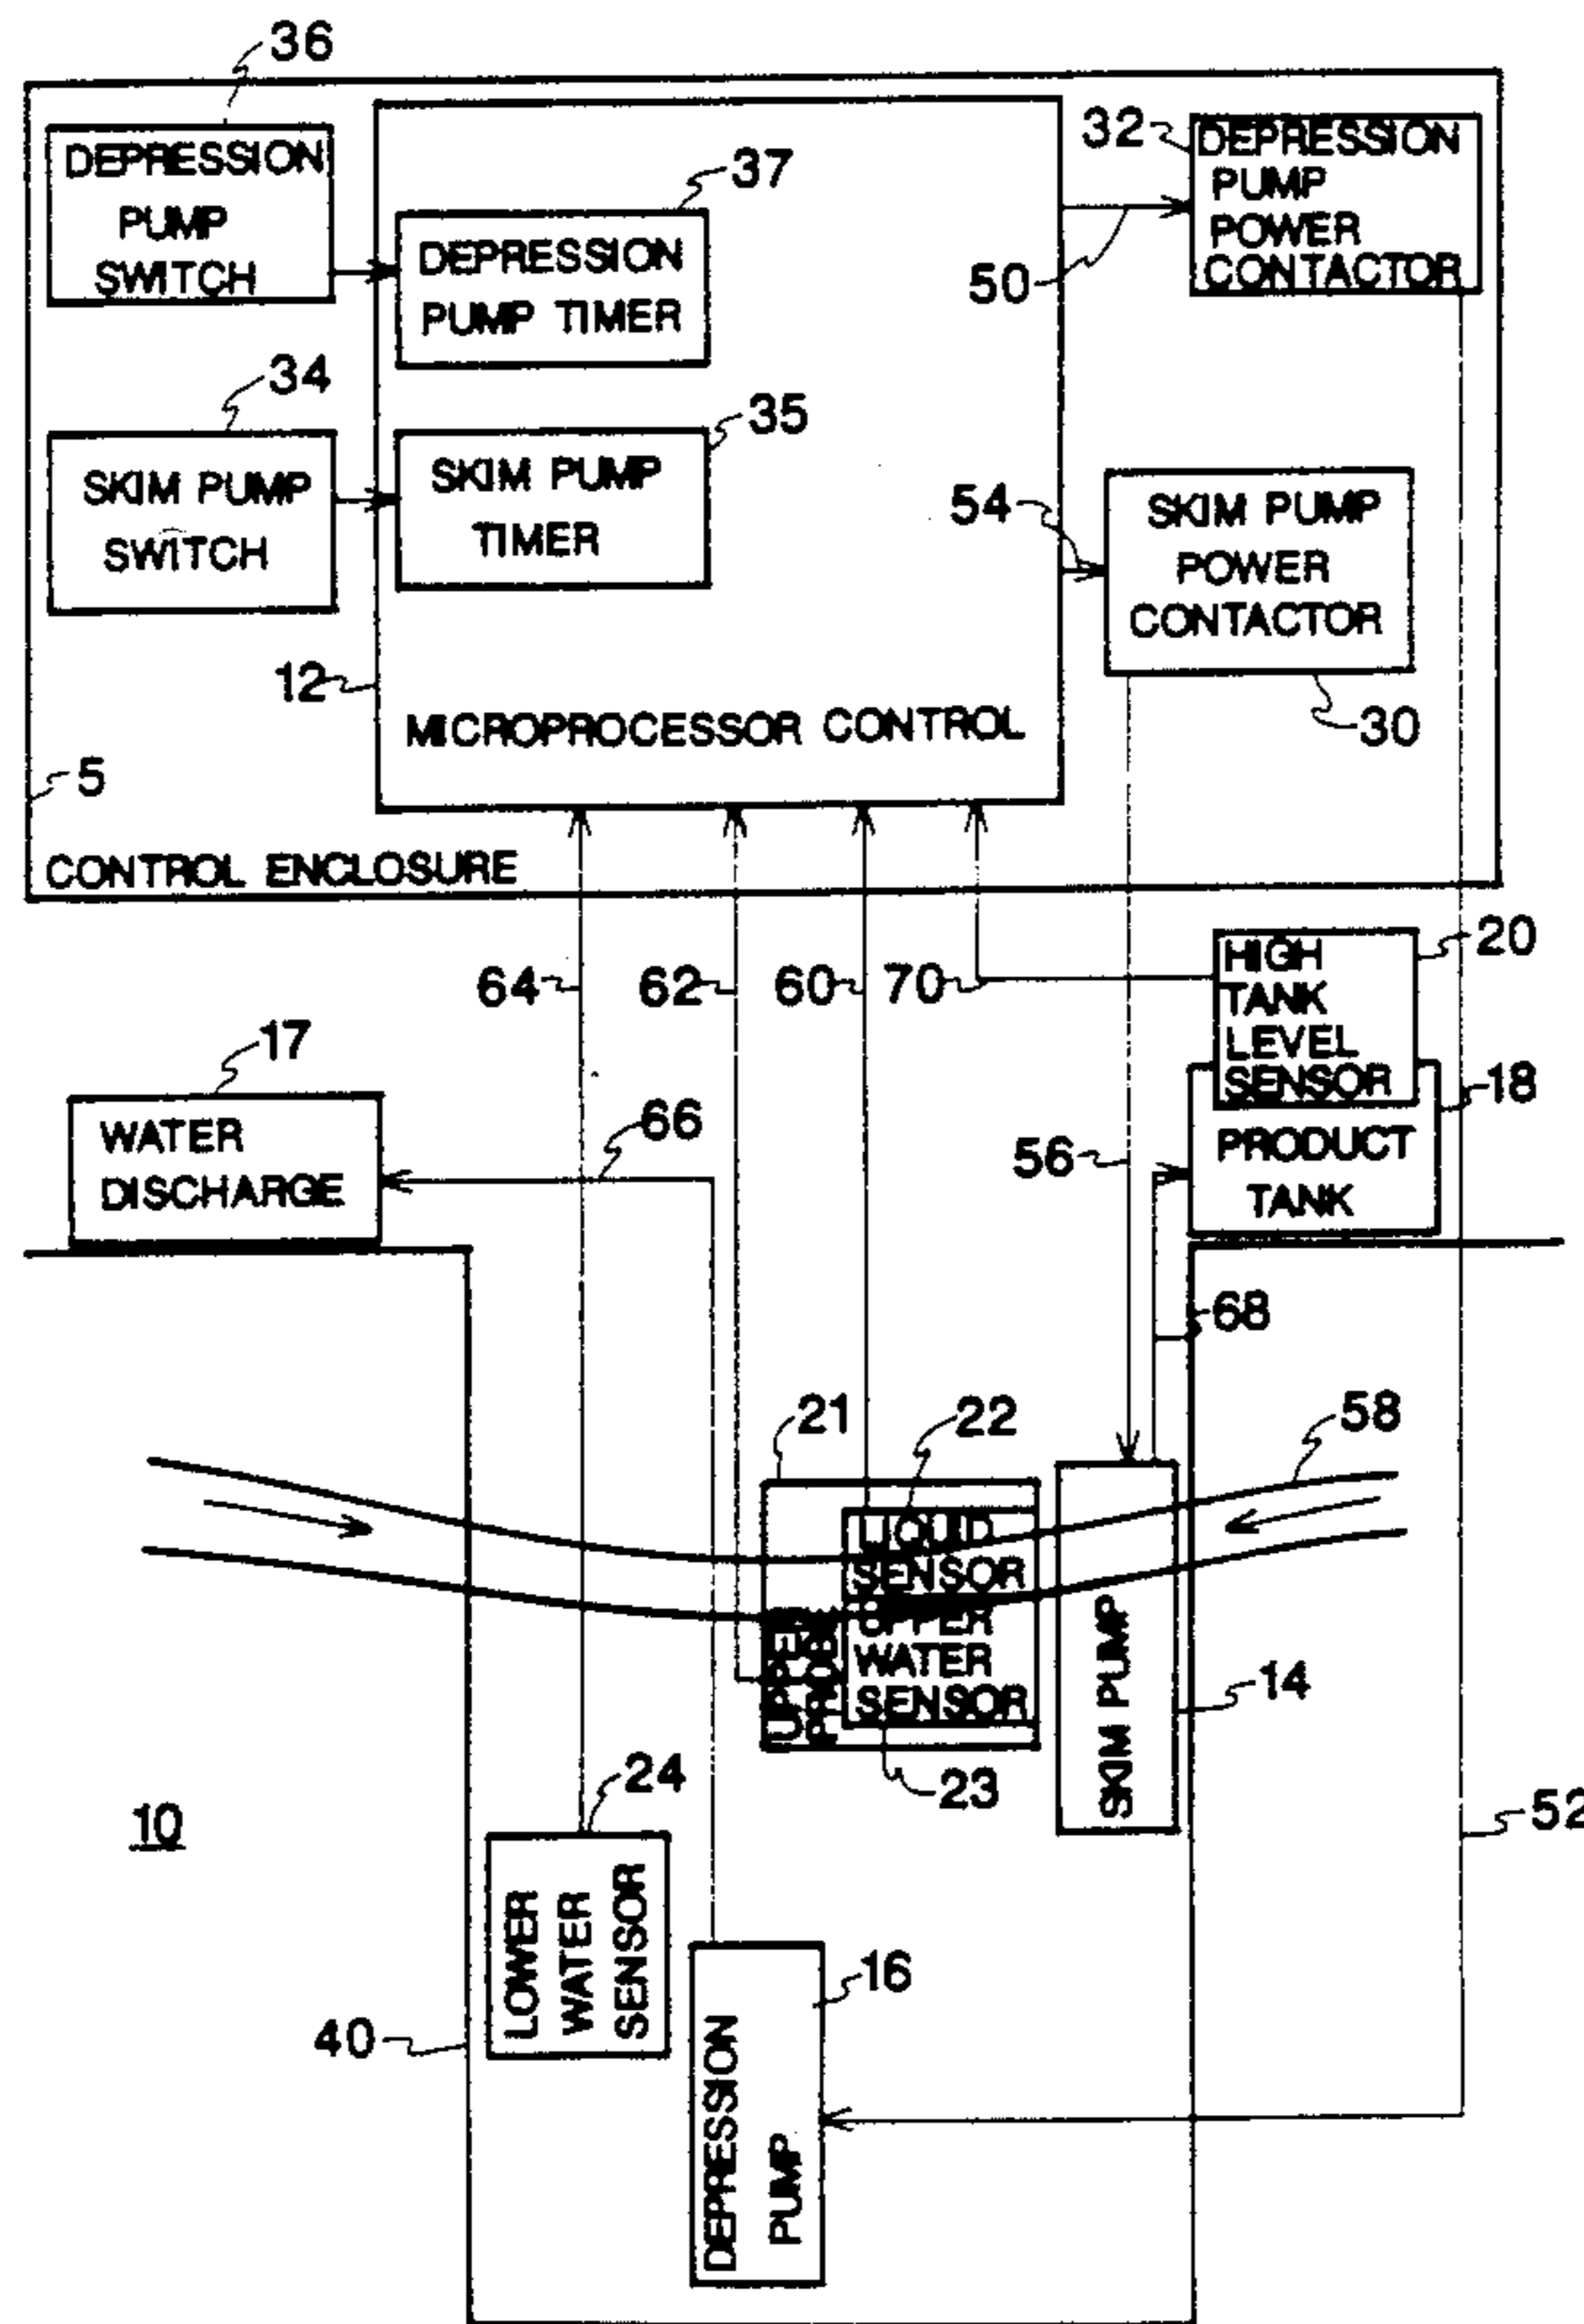 36
DEPRESSION
PUMP
SWITCH
37
DEPRESSION
PUMP TIMER
32
DEPRESSION
PUMP
POWER
CONTACTOR
50
34
SKIM PUMP
SWITCH
35
SKIM PUMP
TIMER
54
SKIM PUMP
POWER
CONTACTOR
30
12
MICROPROCESSOR CONTROL
5
CONTROL ENCLOSURE
64
62
60
70
HIGH
TANK
LEVEL
SENSOR
20
17
WATER
DISCHARGE
66
56
18
PRODUCT
TANK
68
21
22
58
LIQUID
SENSOR
UPPER
WATER
SENSOR
UPPER
PROBE
23
SKIM PUMP
14
24
LOWER
WATER
SENSOR
10
16
DEPRESSION
PUMP
40
52